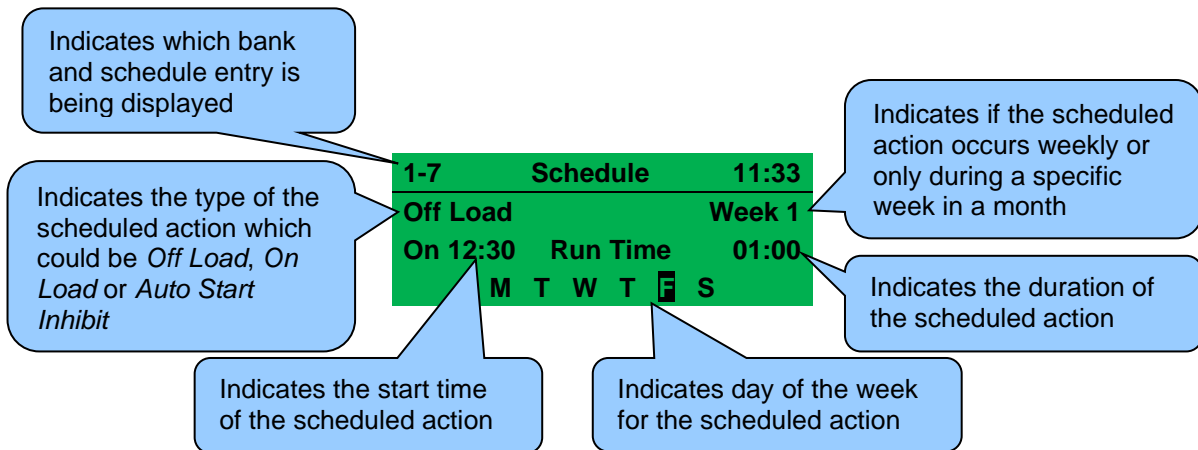 Indicates which bank
and schedule entry is
being displayed
Indicates the type of the
scheduled action which
could be Off Load, On
Load or Auto Start
Inhibit
1-7 Schedule 11:33
Off Load Week 1
On 12:30 Run Time 01:00
M T W T F S
Indicates if the scheduled
action occurs weekly or
only during a specific
week in a month
Indicates the duration of
the scheduled action
Indicates the start time
of the scheduled action
Indicates day of the week
for the scheduled action